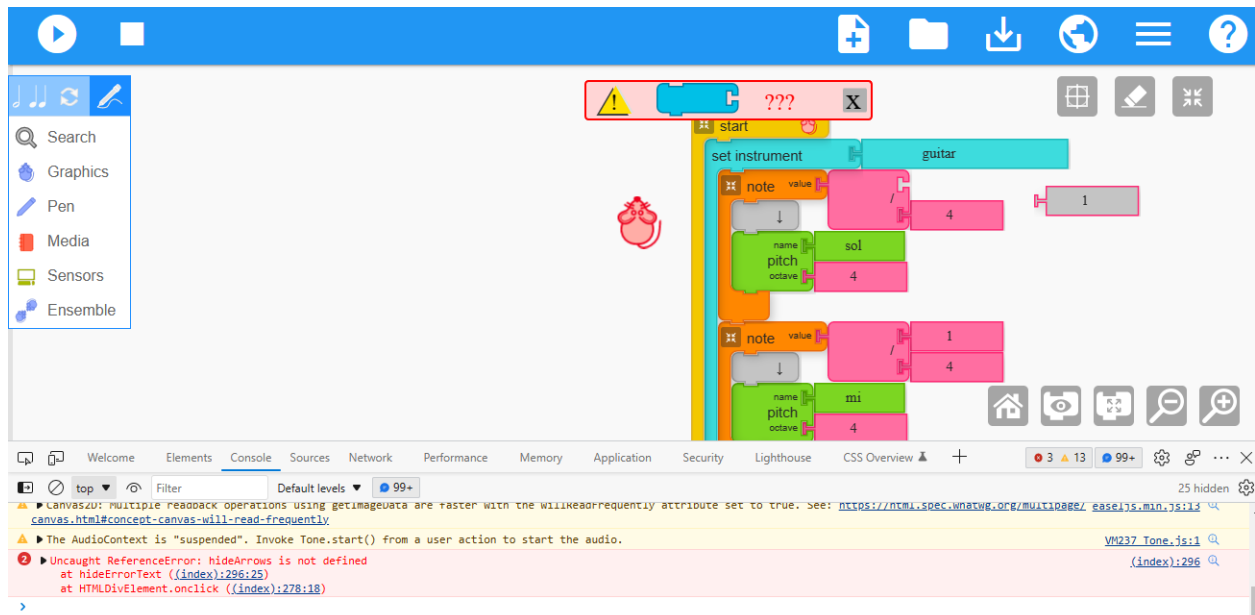 ??? X
start
set instrument guitar
note value
/ 4
1
↓
name sol
pitch
octave 4
note value 1
/ 4
↓
name mi
pitch
octave 4
Search
Graphics
Pen
Media
Sensors
Ensemble
Welcome Elements Console Sources Network Performance Memory Application Security Lighthouse CSS Overview 3 13 99+
top Filter Default levels 99+ 25 hidden
Canvas2D: Multiple readback operations using getImageData are faster with the willReadFrequently attribute set to true. See: https://html.spec.whatwg.org/multipage/ easeljs.min.js:13
canvas.html#concept-canvas-will-read-frequently
The AudioContext is "suspended". Invoke Tone.start() from a user action to start the audio. VM237 Tone.js:1
2 Uncaught ReferenceError: hideArrows is not defined (index):296
at hideErrorText ((index):296:25)
at HTMLDivElement.onclick ((index):278:18)